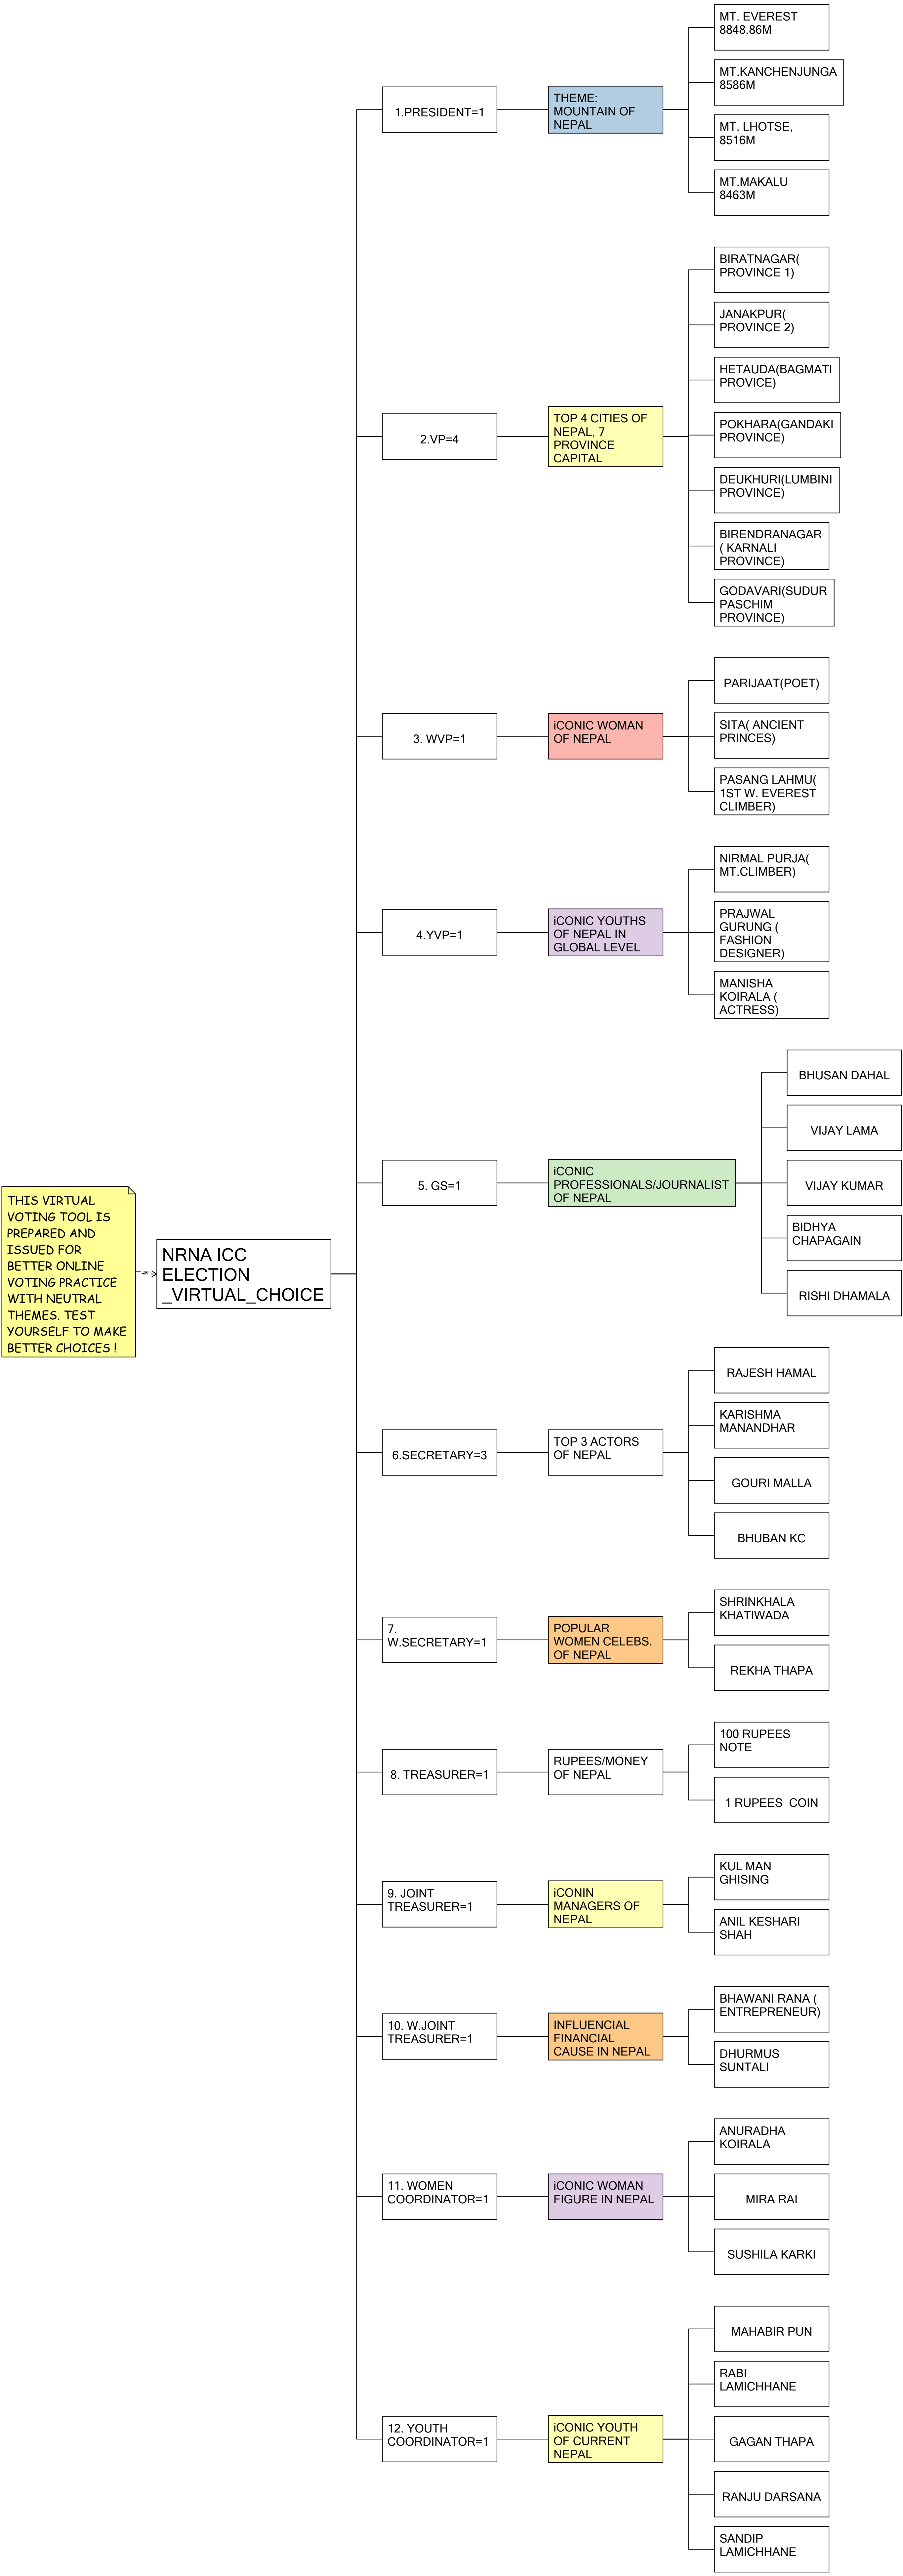 THIS VIRTUAL
VOTING TOOL IS
PREPARED AND
ISSUED FOR
BETTER ONLINE
VOTING PRACTICE
WITH NEUTRAL
THEMES. TEST
YOURSELF TO MAKE
BETTER CHOICES !
NRNA ICC
ELECTION
_VIRTUAL_CHOICE
1.PRESIDENT=1
THEME:
MOUNTAIN OF
NEPAL
MT. EVEREST
8848.86M
MT.KANCHENJUNGA
8586M
MT. LHOTSE,
8516M
MT.MAKALU
8463M
2.VP=4
TOP 4 CITIES OF
NEPAL, 7
PROVINCE
CAPITAL
BIRATNAGAR(
PROVINCE 1)
JANAKPUR(
PROVINCE 2)
HETAUDA(BAGMATI
PROVICE)
POKHARA(GANDAKI
PROVINCE)
DEUKHURI(LUMBINI
PROVINCE)
BIRENDRANAGAR
( KARNALI
PROVINCE)
GODAVARI(SUDUR
PASCHIM
PROVINCE)
3. WVP=1
iCONIC WOMAN
OF NEPAL
PARIJAAT(POET)
SITA( ANCIENT
PRINCES)
PASANG LAHMU(
1ST W. EVEREST
CLIMBER)
4.YVP=1
iCONIC YOUTHS
OF NEPAL IN
GLOBAL LEVEL
NIRMAL PURJA(
MT.CLIMBER)
PRAJWAL
GURUNG (
FASHION
DESIGNER)
MANISHA
KOIRALA (
ACTRESS)
5. GS=1
iCONIC
PROFESSIONALS/JOURNALIST
OF NEPAL
BHUSAN DAHAL
VIJAY LAMA
VIJAY KUMAR
BIDHYA
CHAPAGAIN
RISHI DHAMALA
6.SECRETARY=3
TOP 3 ACTORS
OF NEPAL
RAJESH HAMAL
KARISHMA
MANANDHAR
GOURI MALLA
BHUBAN KC
7.
W.SECRETARY=1
POPULAR
WOMEN CELEBS.
OF NEPAL
SHRINKHALA
KHATIWADA
REKHA THAPA
8. TREASURER=1
RUPEES/MONEY
OF NEPAL
100 RUPEES
NOTE
1 RUPEES  COIN
9. JOINT
TREASURER=1
iCONIN
MANAGERS OF
NEPAL
KUL MAN
GHISING
ANIL KESHARI
SHAH
10. W.JOINT
TREASURER=1
INFLUENCIAL
FINANCIAL
CAUSE IN NEPAL
BHAWANI RANA (
ENTREPRENEUR)
DHURMUS
SUNTALI
11. WOMEN
COORDINATOR=1
iCONIC WOMAN
FIGURE IN NEPAL
ANURADHA
KOIRALA
MIRA RAI
SUSHILA KARKI
12. YOUTH
COORDINATOR=1
iCONIC YOUTH
OF CURRENT
NEPAL
MAHABIR PUN
RABI
LAMICHHANE
GAGAN THAPA
RANJU DARSANA
SANDIP
LAMICHHANE